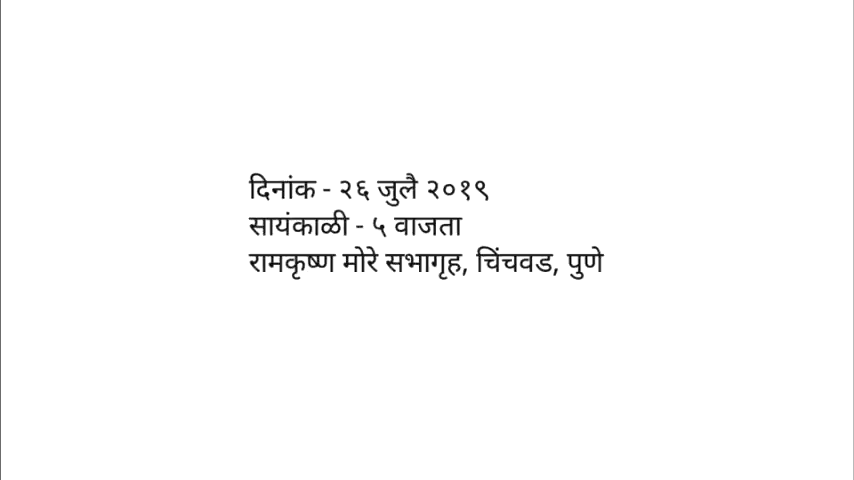 दिनांक - २६ जुलै २०१९
सायंकाळी - ५ वाजता
रामकृष्ण मोरे सभागृह, चिंचवड, पुणे